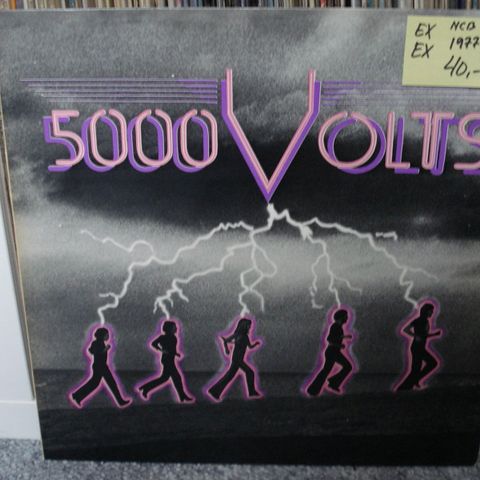 EX NCB
EX 1977
40,-
5000 VOLTS